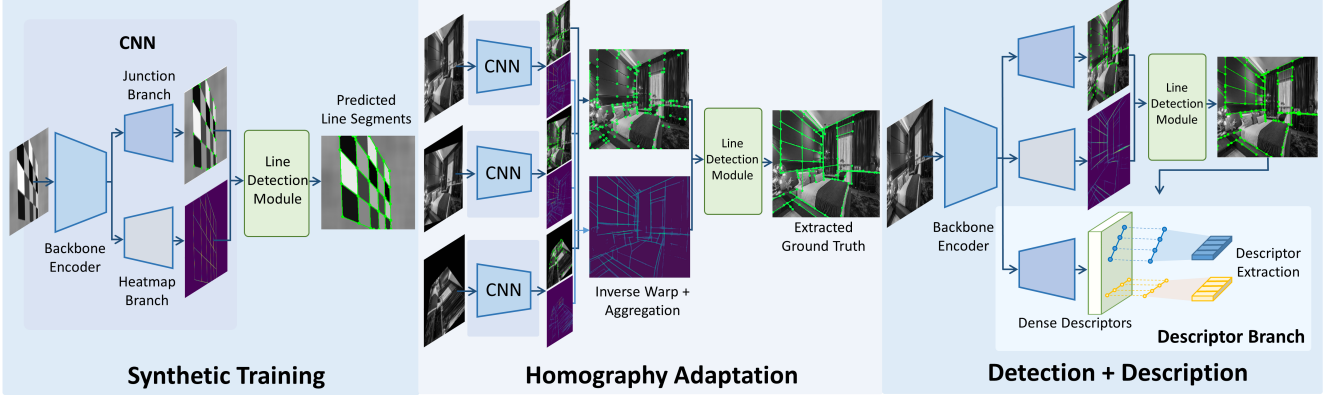 CNN
Junction
Branch
Predicted
Line Segments
Line
Detection
Module
Backbone
Encoder
Heatmap
Branch
Synthetic Training
CNN
CNN
CNN
Inverse Warp +
Aggregation
Line
Detection
Module
Extracted
Ground Truth
Homography Adaptation
Backbone
Encoder
Line
Detection
Module
Dense Descriptors
Descriptor
Extraction
Descriptor Branch
Detection + Description